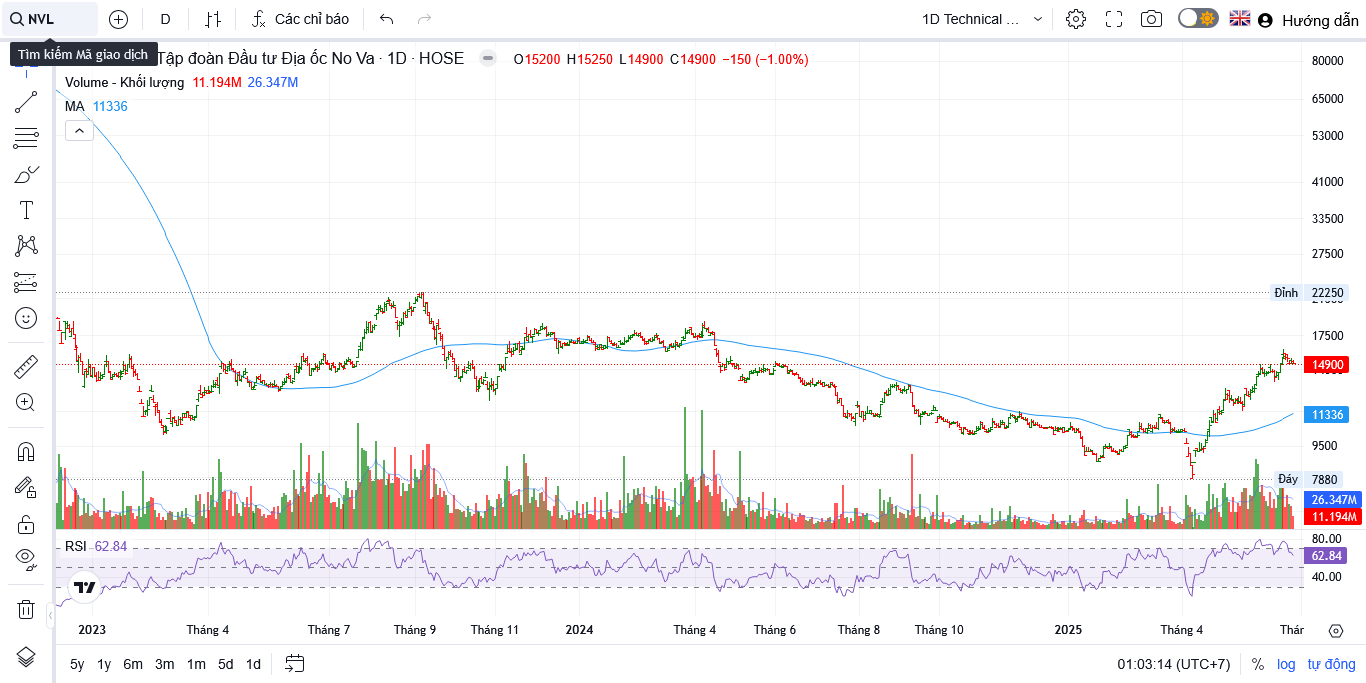 NVL D Các chỉ báo 1D Technical ... Hướng dẫn
Tìm kiếm Mã giao dịch
Tập đoàn Đầu tư Địa ốc No Va · 1D · HOSE O15200 H15250 L14900 C14900 −150 (−1.00%)
Volume - Khối lượng 11.194M 26.347M
MA 11336
80000
65000
53000
41000
33500
27500
Đỉnh 22250
17500
14900
11336
9500
Đáy 7880
26.347M
11.194M
RSI 62.84
80.00
62.84
40.00
2023 Tháng 4 Tháng 7 Tháng 9 Tháng 11 2024 Tháng 4 Tháng 6 Tháng 8 Tháng 10 2025 Tháng 4 Thár
5y 1y 6m 3m 1m 5d 1d 01:03:14 (UTC+7) % log tự động